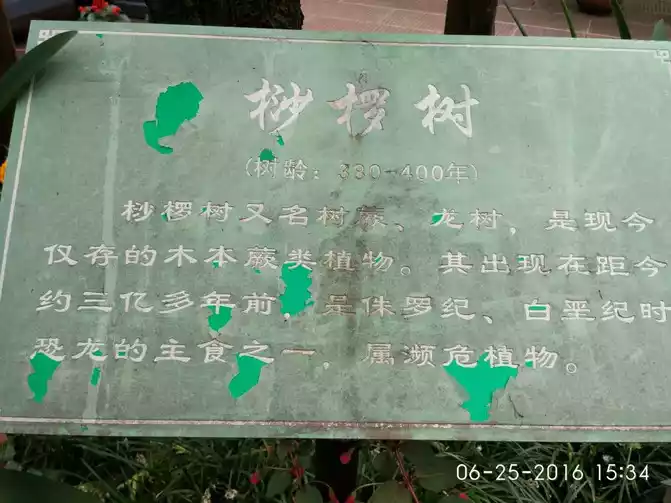 桫椤树
(树龄：380-400年)
桫椤树又名树蕨、龙树，是现今
仅存的木本蕨类植物。其出现在距今
约三亿多年前，是侏罗纪、白垩纪时
恐龙的主食之一，属濒危植物。
06-25-2016 15:34